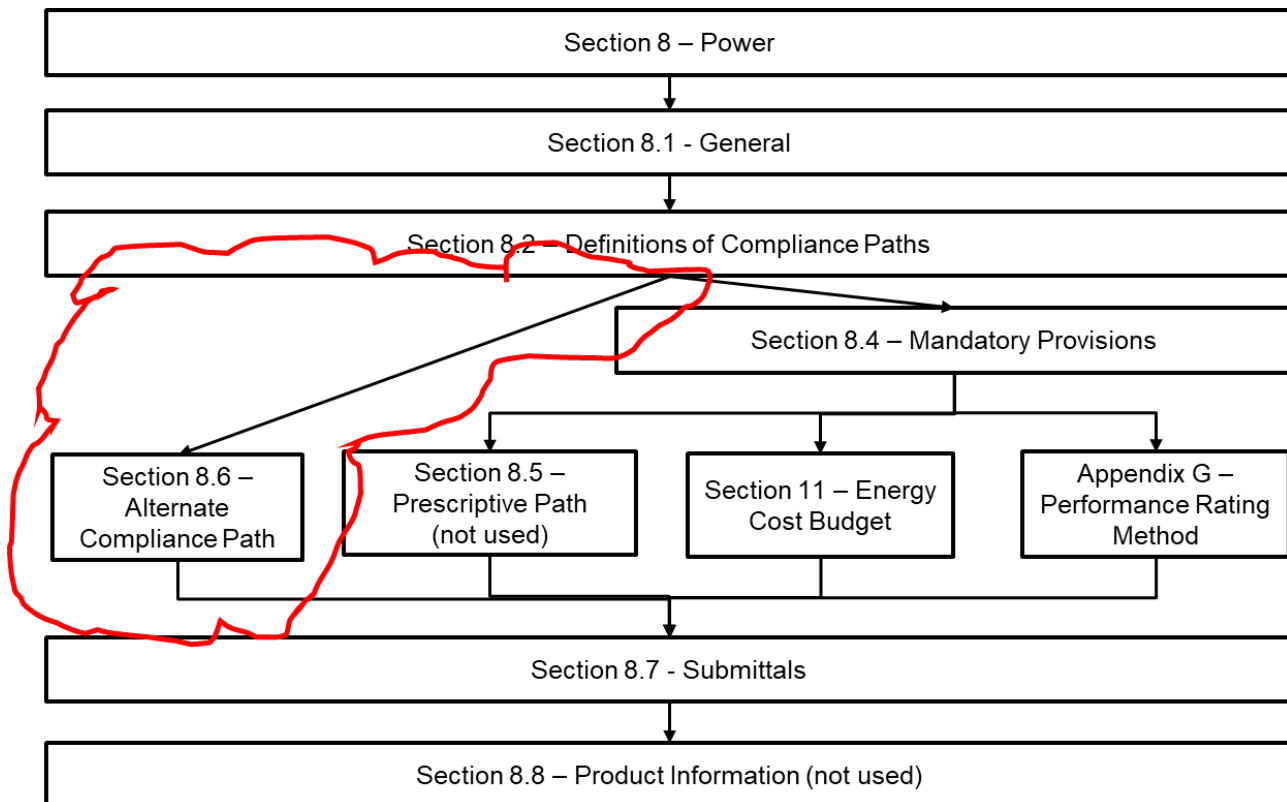 Section 8 – Power
Section 8.1 - General
Section 8.2 – Definitions of Compliance Paths
Section 8.4 – Mandatory Provisions
Section 8.6 –
Alternate
Compliance Path
Section 8.5 –
Prescriptive Path
(not used)
Section 11 – Energy
Cost Budget
Appendix G –
Performance Rating
Method
Section 8.7 - Submittals
Section 8.8 – Product Information (not used)